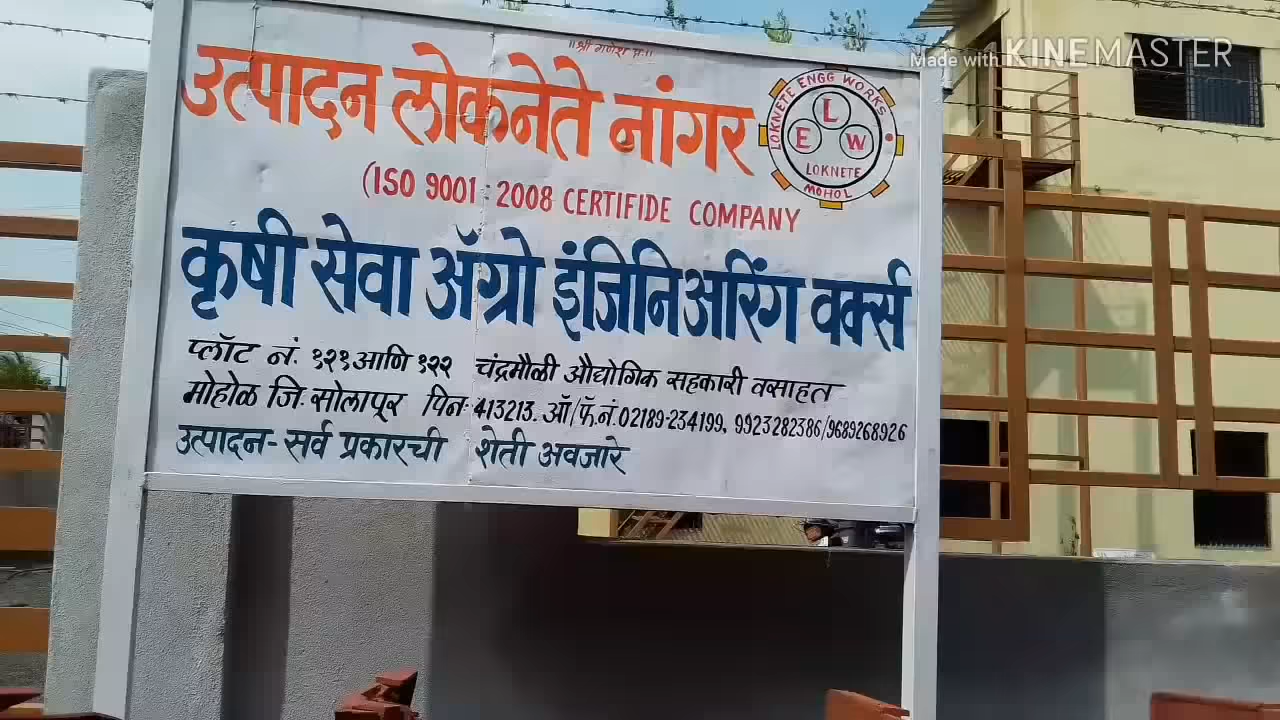 Made with KINEMASTER
॥श्री गणेश प्र॥
उत्पादन लोकनेते नांगर
LOKNETE ENGG WORKS
L
E W
LOKNETE
MOHOL
(ISO 9001 : 2008 CERTIFIDE COMPANY
कृषी सेवा ॲग्रो इंजिनिअरिंग वर्क्स
प्लॉट नं. १२१ आणि १२२ चंद्रमौळी औद्योगिक सहकारी वसाहत
मोहोळ जि. सोलापूर पिन- 413213. ऑ/फॅ.नं. 02189-234199, 9923282386/9689268926
उत्पादन- सर्व प्रकारची शेती अवजारे